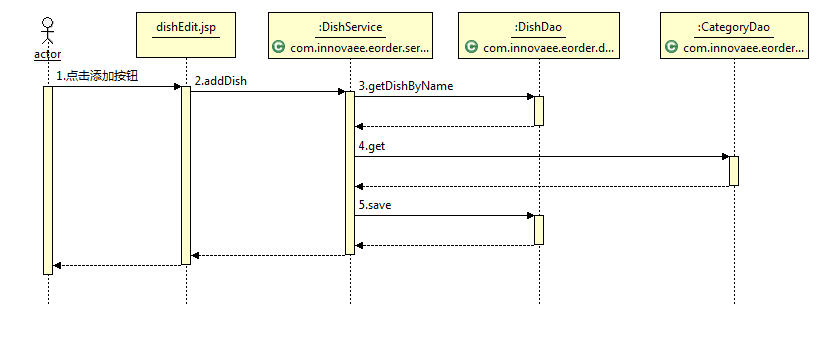 dishEdit.jsp
:DishService
com.innovaee.eorder.ser...
:DishDao
com.innovaee.eorder.d...
:CategoryDao
com.innovaee.eorder...
actor
1.点击添加按钮
2.addDish
3.getDishByName
4.get
5.save